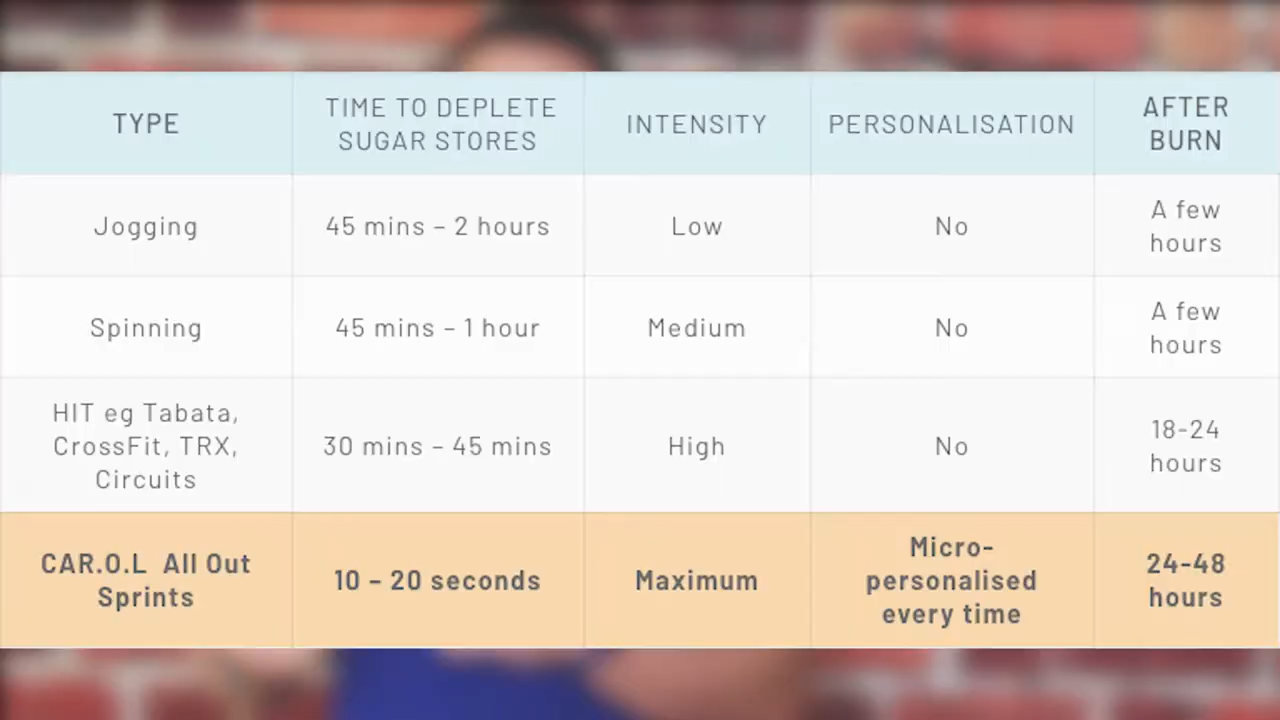 TYPE
TIME TO DEPLETE
SUGAR STORES
INTENSITY
PERSONALISATION
AFTER
BURN
Jogging
45 mins – 2 hours
Low
No
A few
hours
Spinning
45 mins – 1 hour
Medium
No
A few
hours
HIT eg Tabata,
CrossFit, TRX,
Circuits
30 mins – 45 mins
High
No
18-24
hours
CAR.O.L All Out
Sprints
10 – 20 seconds
Maximum
Micro-
personalised
every time
24-48
hours